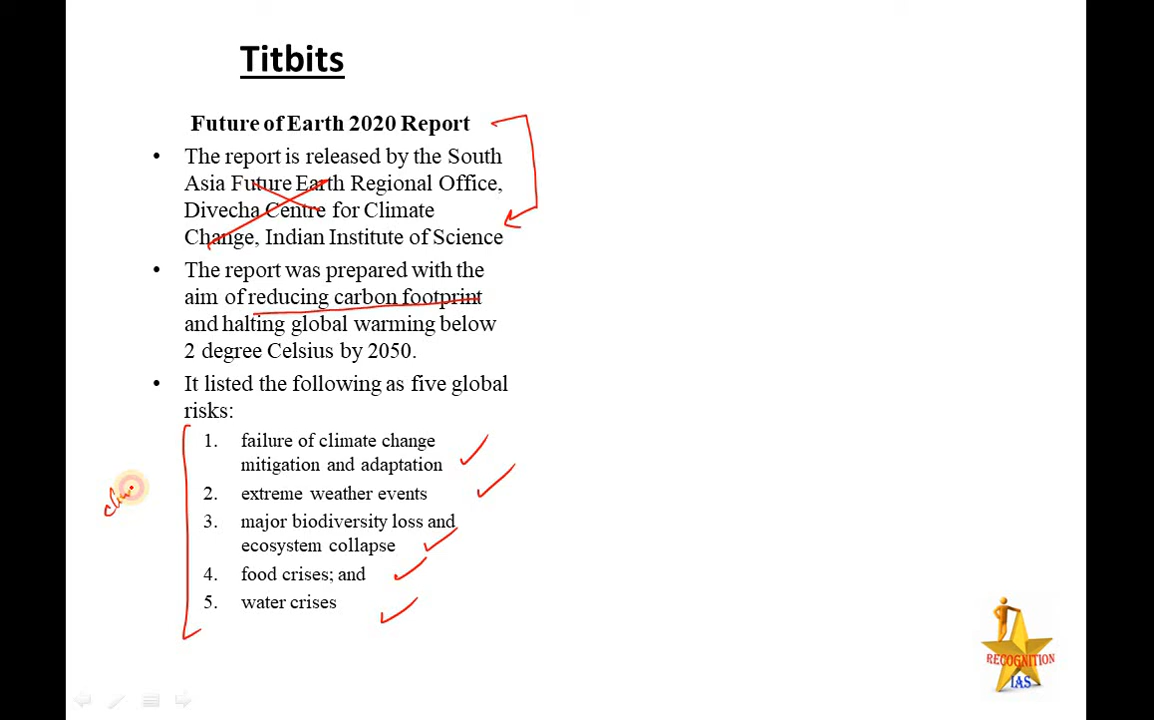 Titbits
Future of Earth 2020 Report
• The report is released by the South
Asia Future Earth Regional Office,
Divecha Centre for Climate
Change, Indian Institute of Science
• The report was prepared with the
aim of reducing carbon footprint
and halting global warming below
2 degree Celsius by 2050.
• It listed the following as five global
risks:
1. failure of climate change
mitigation and adaptation
2. extreme weather events
3. major biodiversity loss and
ecosystem collapse
4. food crises; and
5. water crises
RECOGNITION
IAS